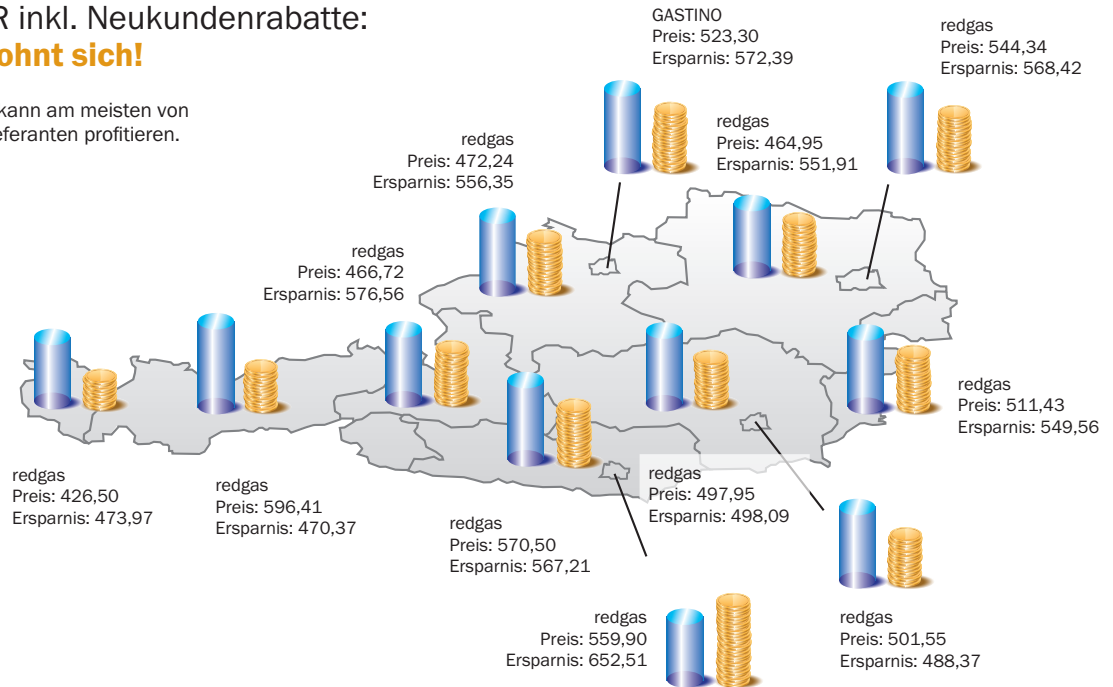 R inkl. Neukundenrabatte:
ohnt sich!
kann am meisten von
eferanten profitieren.
GASTINO
Preis: 523,30
Ersparnis: 572,39
redgas
Preis: 544,34
Ersparnis: 568,42
redgas
Preis: 464,95
Ersparnis: 551,91
redgas
Preis: 472,24
Ersparnis: 556,35
redgas
Preis: 466,72
Ersparnis: 576,56
redgas
Preis: 511,43
Ersparnis: 549,56
redgas
Preis: 426,50
Ersparnis: 473,97
redgas
Preis: 596,41
Ersparnis: 470,37
redgas
Preis: 570,50
Ersparnis: 567,21
redgas
Preis: 497,95
Ersparnis: 498,09
redgas
Preis: 559,90
Ersparnis: 652,51
redgas
Preis: 501,55
Ersparnis: 488,37